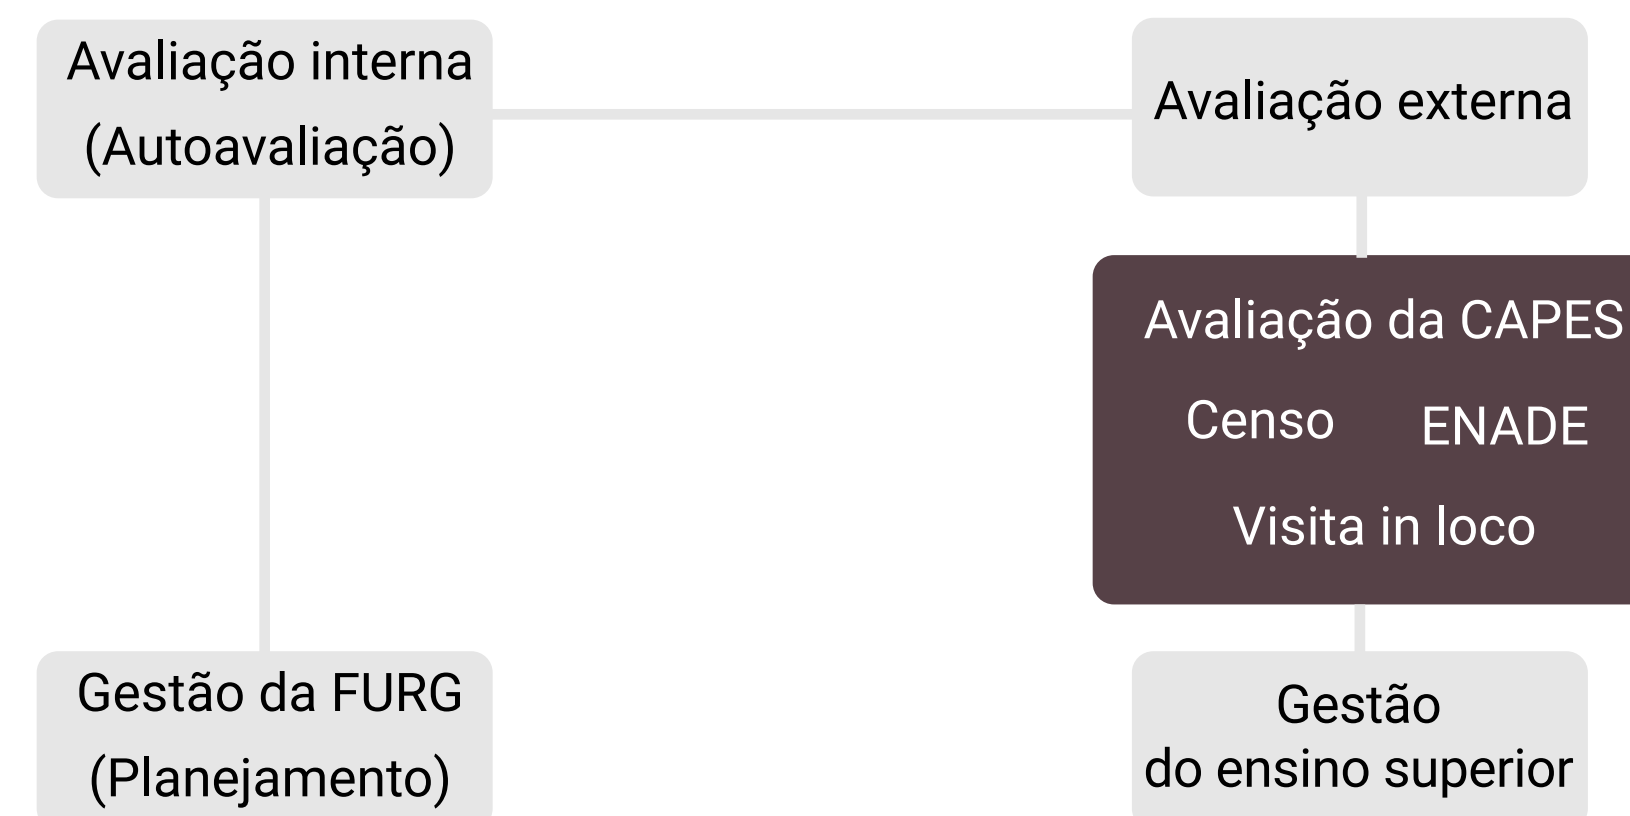 Avaliação interna
(Autoavaliação)
Avaliação externa
Avaliação da CAPES
Censo
ENADE
Visita in loco
Gestão da FURG
(Planejamento)
Gestão
do ensino superior